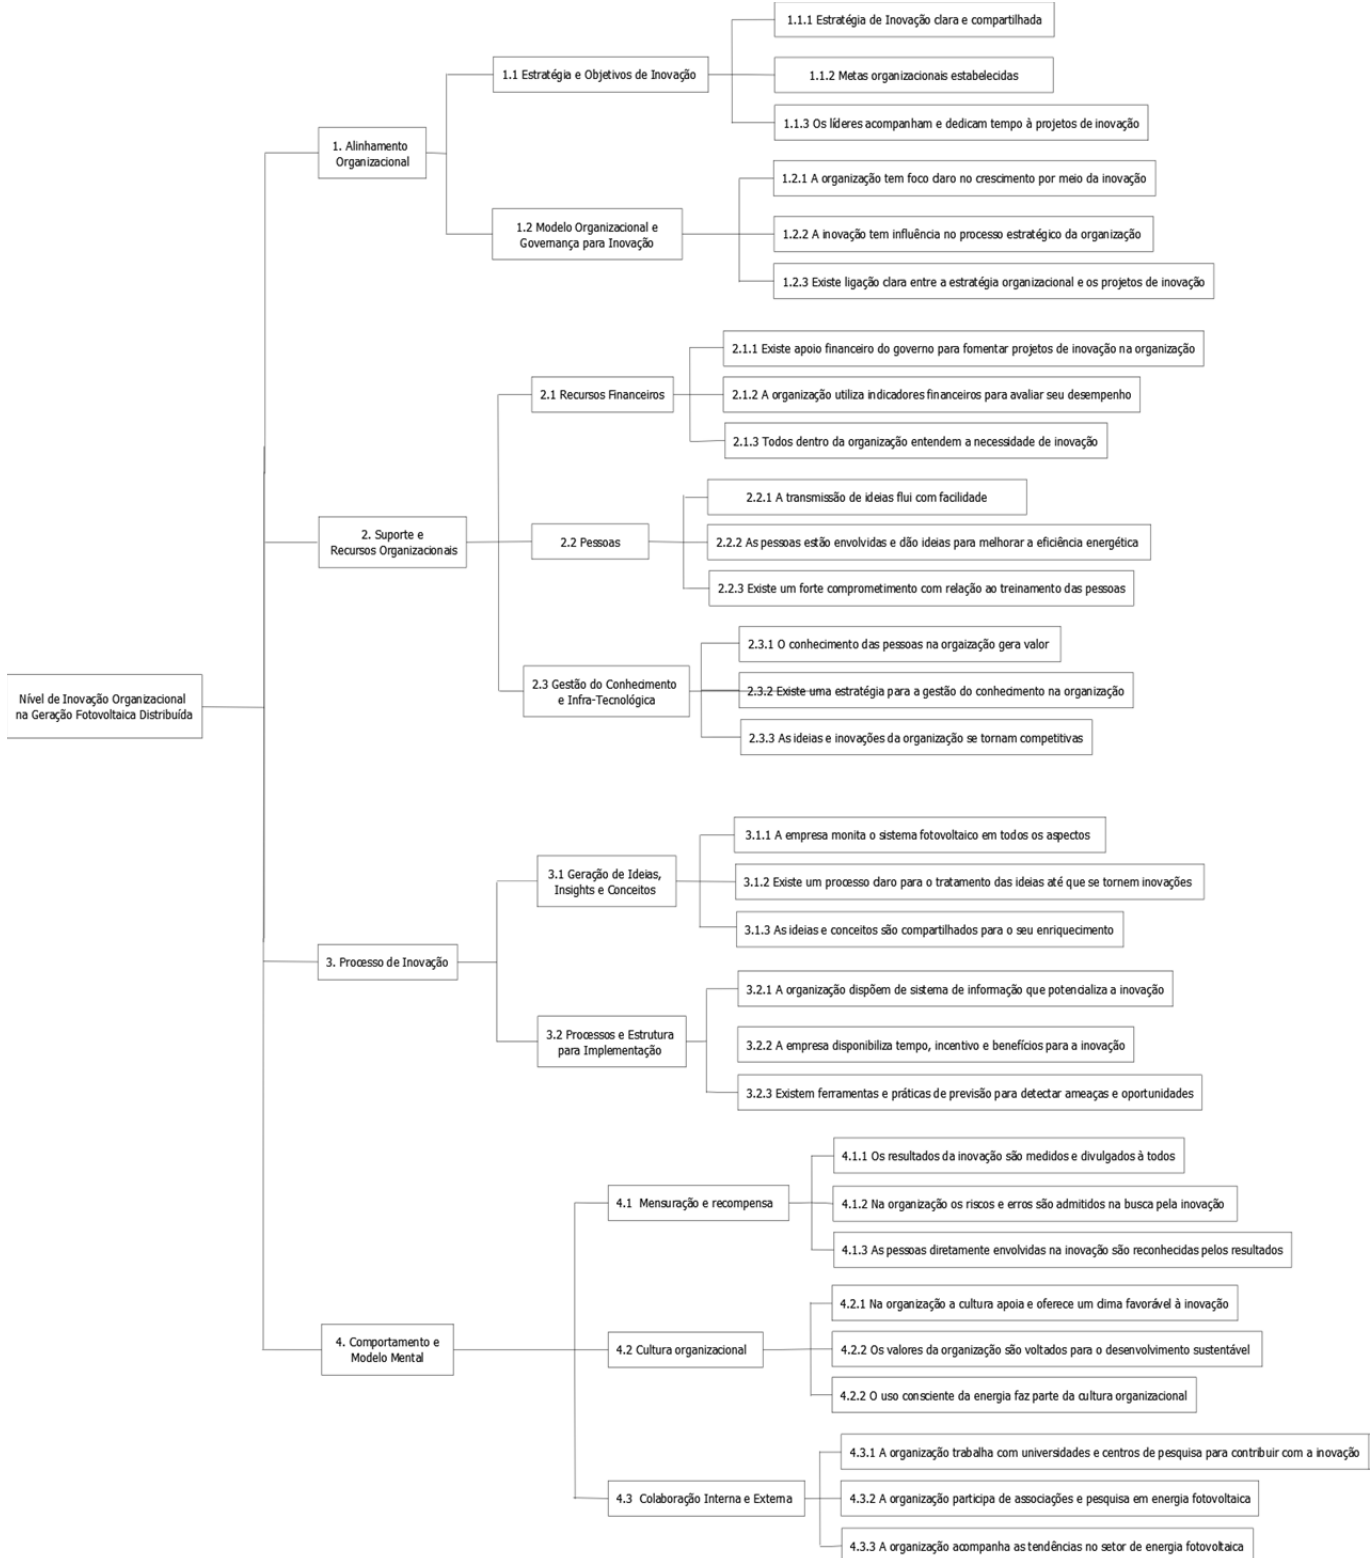 Nível de Inovação Organizacional
na Geração Fotovoltaica Distribuída
1. Alinhamento
Organizacional
1.1 Estratégia e Objetivos de Inovação
1.1.1 Estratégia de Inovação clara e compartilhada
1.1.2 Metas organizacionais estabelecidas
1.1.3 Os líderes acompanham e dedicam tempo à projetos de inovação
1.2 Modelo Organizacional e
Governança para Inovação
1.2.1 A organização tem foco claro no crescimento por meio da inovação
1.2.2 A inovação tem influência no processo estratégico da organização
1.2.3 Existe ligação clara entre a estratégia organizacional e os projetos de inovação
2. Suporte e
Recursos Organizacionais
2.1 Recursos Financeiros
2.1.1 Existe apoio financeiro do governo para fomentar projetos de inovação na organização
2.1.2 A organização utiliza indicadores financeiros para avaliar seu desempenho
2.1.3 Todos dentro da organização entendem a necessidade de inovação
2.2 Pessoas
2.2.1 A transmissão de ideias flui com facilidade
2.2.2 As pessoas estão envolvidas e dão ideias para melhorar a eficiência energética
2.2.3 Existe um forte comprometimento com relação ao treinamento das pessoas
2.3 Gestão do Conhecimento
e Infra-Tecnológica
2.3.1 O conhecimento das pessoas na orgaização gera valor
2.3.2 Existe uma estratégia para a gestão do conhecimento na organização
2.3.3 As ideias e inovações da organização se tornam competitivas
3. Processo de Inovação
3.1 Geração de Ideias,
Insights e Conceitos
3.1.1 A empresa monita o sistema fotovoltaico em todos os aspectos
3.1.2 Existe um processo claro para o tratamento das ideias até que se tornem inovações
3.1.3 As ideias e conceitos são compartilhados para o seu enriquecimento
3.2 Processos e Estrutura
para Implementação
3.2.1 A organização dispõem de sistema de informação que potencializa a inovação
3.2.2 A empresa disponibiliza tempo, incentivo e benefícios para a inovação
3.2.3 Existem ferramentas e práticas de previsão para detectar ameaças e oportunidades
4. Comportamento e
Modelo Mental
4.1 Mensuração e recompensa
4.1.1 Os resultados da inovação são medidos e divulgados à todos
4.1.2 Na organização os riscos e erros são admitidos na busca pela inovação
4.1.3 As pessoas diretamente envolvidas na inovação são reconhecidas pelos resultados
4.2 Cultura organizacional
4.2.1 Na organização a cultura apoia e oferece um clima favorável à inovação
4.2.2 Os valores da organização são voltados para o desenvolvimento sustentável
4.2.2 O uso consciente da energia faz parte da cultura organizacional
4.3 Colaboração Interna e Externa
4.3.1 A organização trabalha com universidades e centros de pesquisa para contribuir com a inovação
4.3.2 A organização participa de associações e pesquisa em energia fotovoltaica
4.3.3 A organização acompanha as tendências no setor de energia fotovoltaica